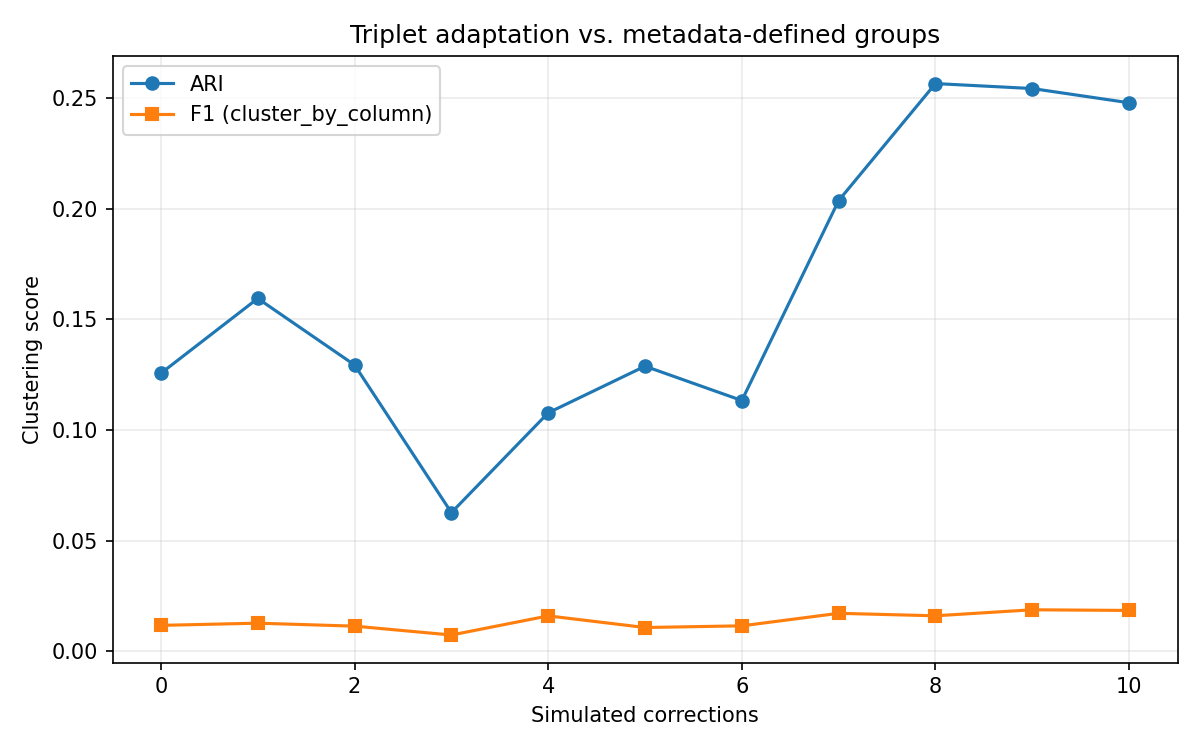 Triplet adaptation vs. metadata-defined groups
ARI
F1 (cluster_by_column)
Clustering score
0.25
0.20
0.15
0.10
0.05
0.00
0 2 4 6 8 10
Simulated corrections